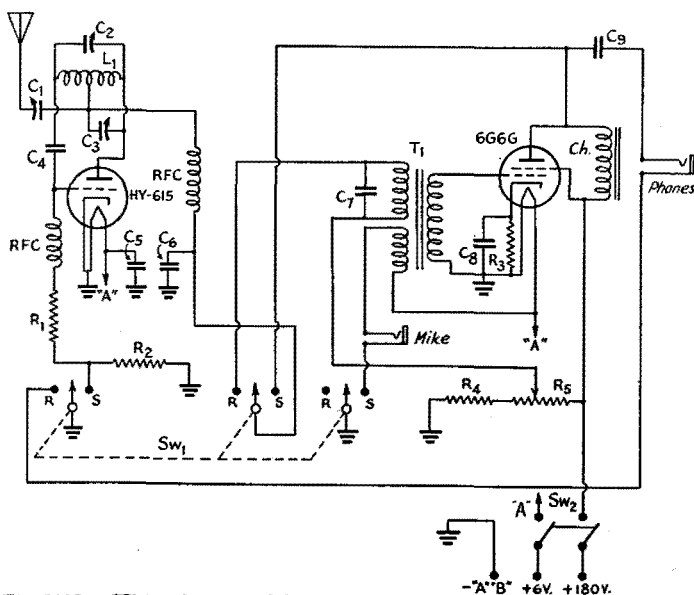 C2
L1
C1
C3
C4
HY-615
RFC
RFC
C5
C6
"A"
R1
R2
R
S
R
S
R
S
Sw1
C7
T1
6G6G
C8
R3
Ch.
C9
Phones
Mike
"A"
R4
R5
"A"
Sw2
-"A""B"
+6V.
+180V.